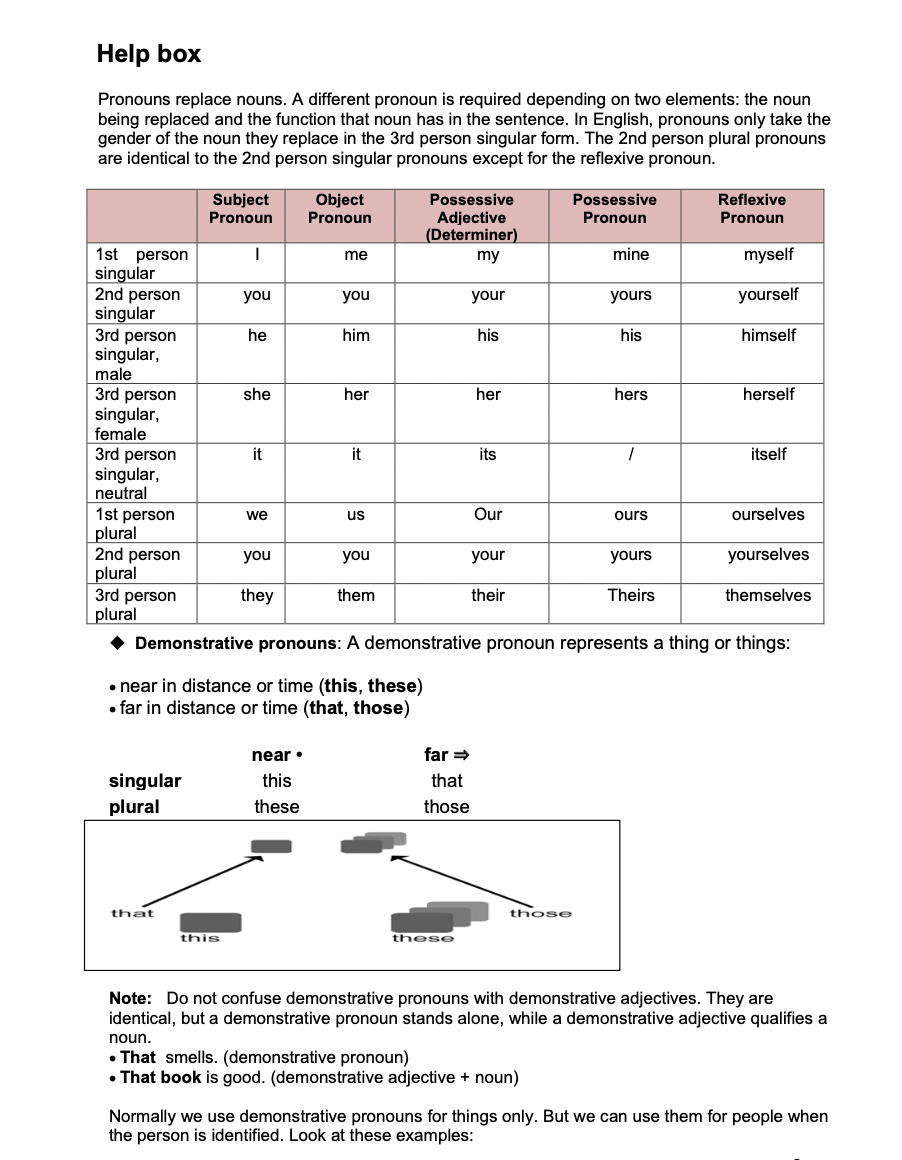 Help box
Pronouns replace nouns. A different pronoun is required depending on two elements: the noun
being replaced and the function that noun has in the sentence. In English, pronouns only take the
gender of the noun they replace in the 3rd person singular form. The 2nd person plural pronouns
are identical to the 2nd person singular pronouns except for the reflexive pronoun.
Subject Pronoun Object Pronoun Possessive Adjective (Determiner) Possessive Pronoun Reflexive Pronoun
1st person singular I me my mine myself
2nd person singular you you your yours yourself
3rd person singular, male he him his his himself
3rd person singular, female she her her hers herself
3rd person singular, neutral it it its / itself
1st person plural we us Our ours ourselves
2nd person plural you you your yours yourselves
3rd person plural they them their Theirs themselves
◆ Demonstrative pronouns: A demonstrative pronoun represents a thing or things:
• near in distance or time (this, these)
• far in distance or time (that, those)
near • far ⇒
singular this that
plural these those
that those
this these
Note: Do not confuse demonstrative pronouns with demonstrative adjectives. They are
identical, but a demonstrative pronoun stands alone, while a demonstrative adjective qualifies a
noun.
• That smells. (demonstrative pronoun)
• That book is good. (demonstrative adjective + noun)
Normally we use demonstrative pronouns for things only. But we can use them for people when
the person is identified. Look at these examples: